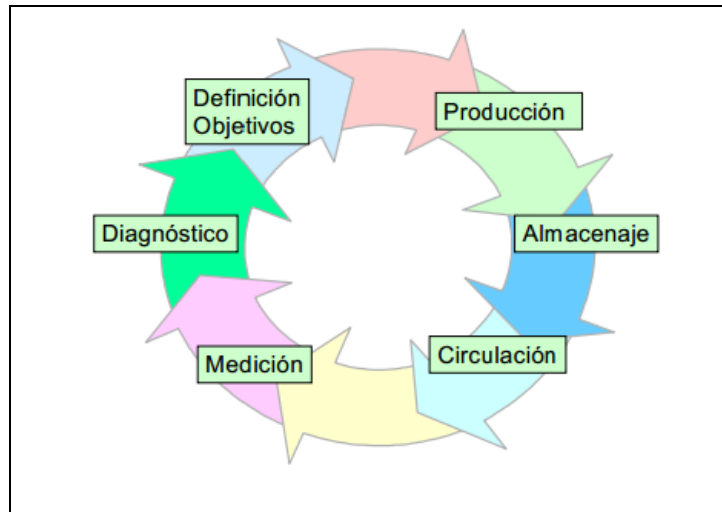 Definición
Objetivos
Producción
Diagnóstico
Almacenaje
Medición
Circulación